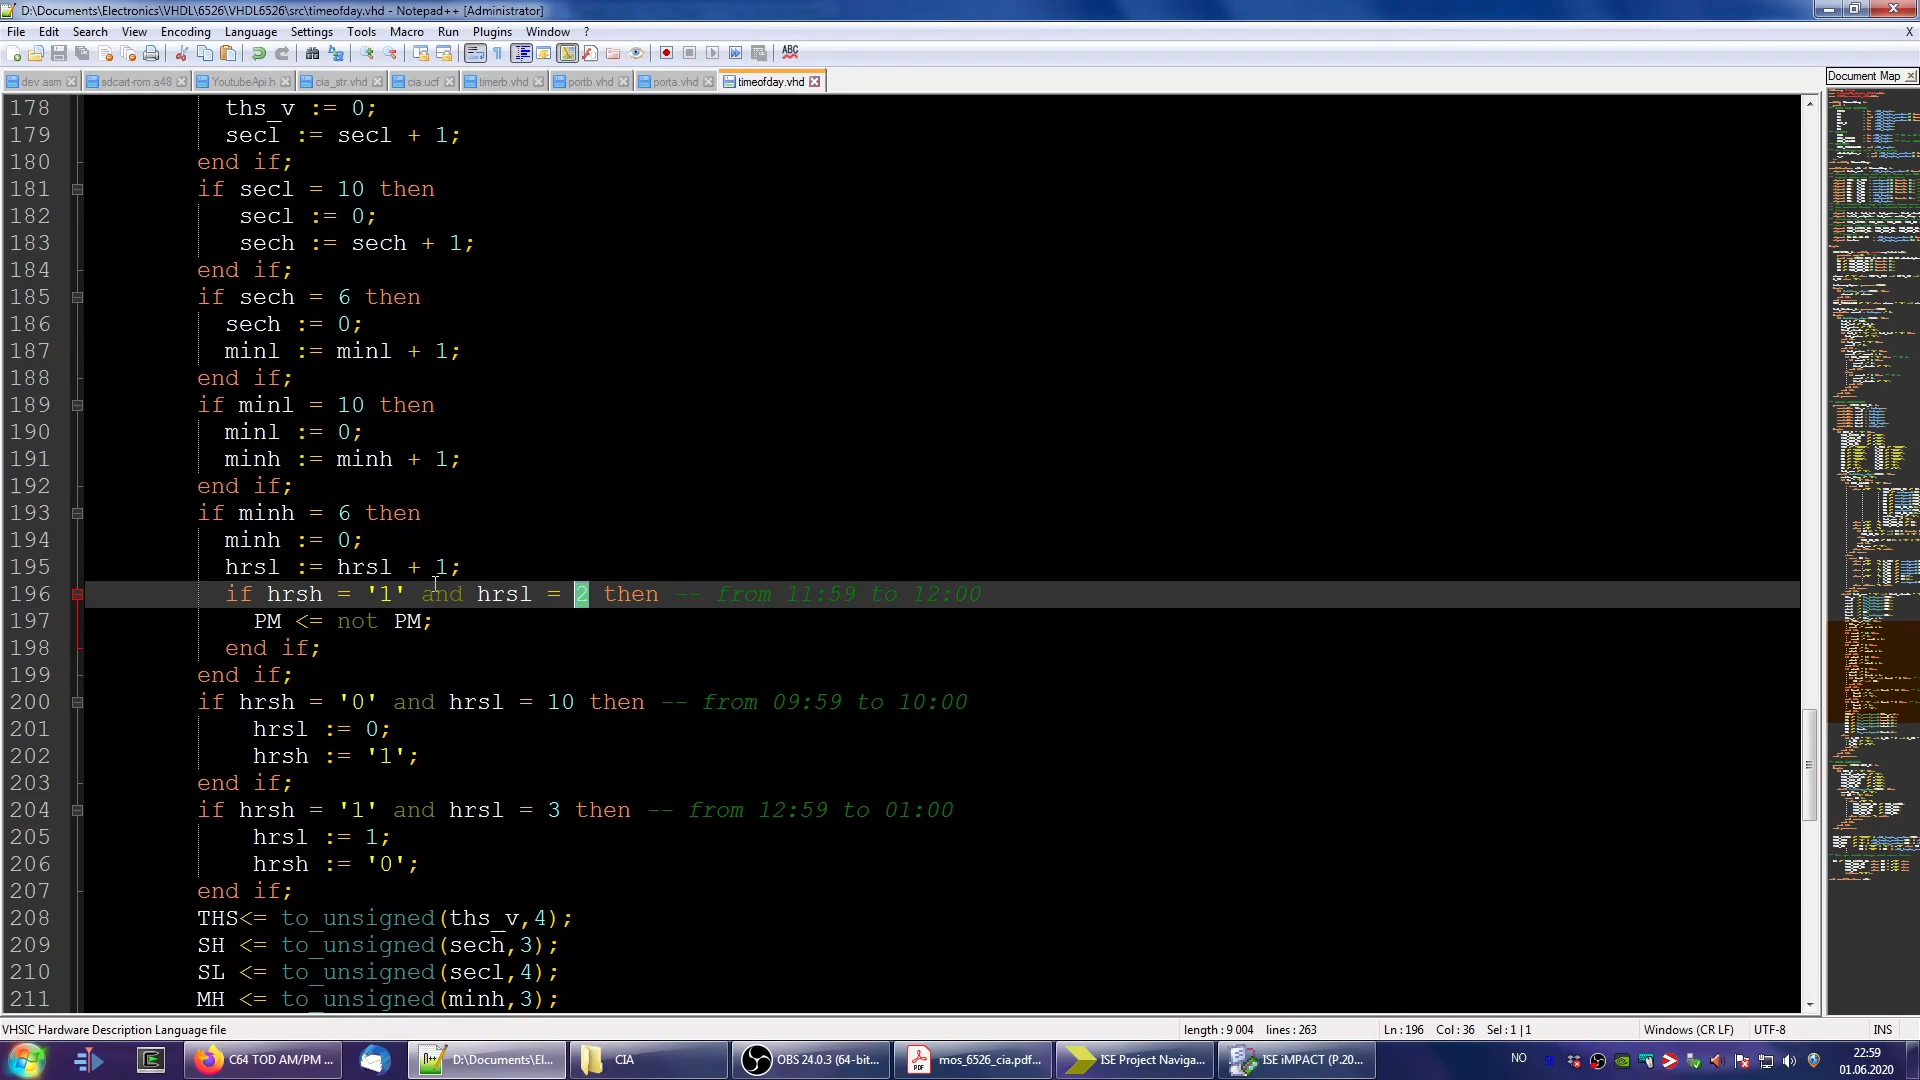 D:\Documents\Electronics\VHDL\6526\VHDL6526\src\timeofday.vhd - Notepad++ [Administrator]
File Edit Search View Encoding Language Settings Tools Macro Run Plugins Window ? X
ABC
dev.asm sdcart-rom.a48 YoutubeApi.h cia_str.vhd cia.ucf timerb.vhd portb.vhd porta.vhd timeofday.vhd
Document Map
178 ths_v := 0;
179 secl := secl + 1;
180 end if;
181 if secl = 10 then
182 secl := 0;
183 sech := sech + 1;
184 end if;
185 if sech = 6 then
186 sech := 0;
187 minl := minl + 1;
188 end if;
189 if minl = 10 then
190 minl := 0;
191 minh := minh + 1;
192 end if;
193 if minh = 6 then
194 minh := 0;
195 hrsl := hrsl + 1;
196 if hrsh = '1' and hrsl = 2 then -- from 11:59 to 12:00
197 PM <= not PM;
198 end if;
199 end if;
200 if hrsh = '0' and hrsl = 10 then -- from 09:59 to 10:00
201 hrsl := 0;
202 hrsh := '1';
203 end if;
204 if hrsh = '1' and hrsl = 3 then -- from 12:59 to 01:00
205 hrsl := 1;
206 hrsh := '0';
207 end if;
208 THS<= to_unsigned(ths_v,4);
209 SH <= to_unsigned(sech,3);
210 SL <= to_unsigned(secl,4);
211 MH <= to_unsigned(minh,3);
VHSIC Hardware Description Language file length : 9 004 lines : 263 Ln : 196 Col : 36 Sel : 1 | 1 Windows (CR LF) UTF-8 INS
C64 TOD AM/PM ... D:\Documents\El... CIA OBS 24.0.3 (64-bit... mos_6526_cia.pdf... ISE Project Naviga... ISE iMPACT (P.20... NO 22:59
01.06.2020